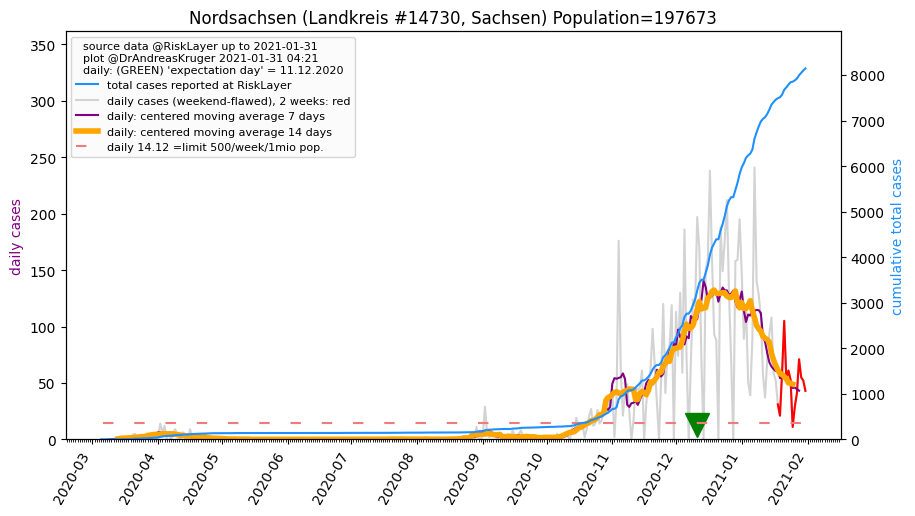 Nordsachsen (Landkreis #14730, Sachsen) Population=197673
source data @RiskLayer up to 2021-01-31
plot @DrAndreasKruger 2021-01-31 04:21
daily: (GREEN) 'expectation day' = 11.12.2020
total cases reported at RiskLayer
daily cases (weekend-flawed), 2 weeks: red
daily: centered moving average 7 days
daily: centered moving average 14 days
daily 14.12 =limit 500/week/1mio pop.
daily cases
350
300
250
200
150
100
50
0
cumulative total cases
8000
7000
6000
5000
4000
3000
2000
1000
0
2020-03
2020-04
2020-05
2020-06
2020-07
2020-08
2020-09
2020-10
2020-11
2020-12
2021-01
2021-02